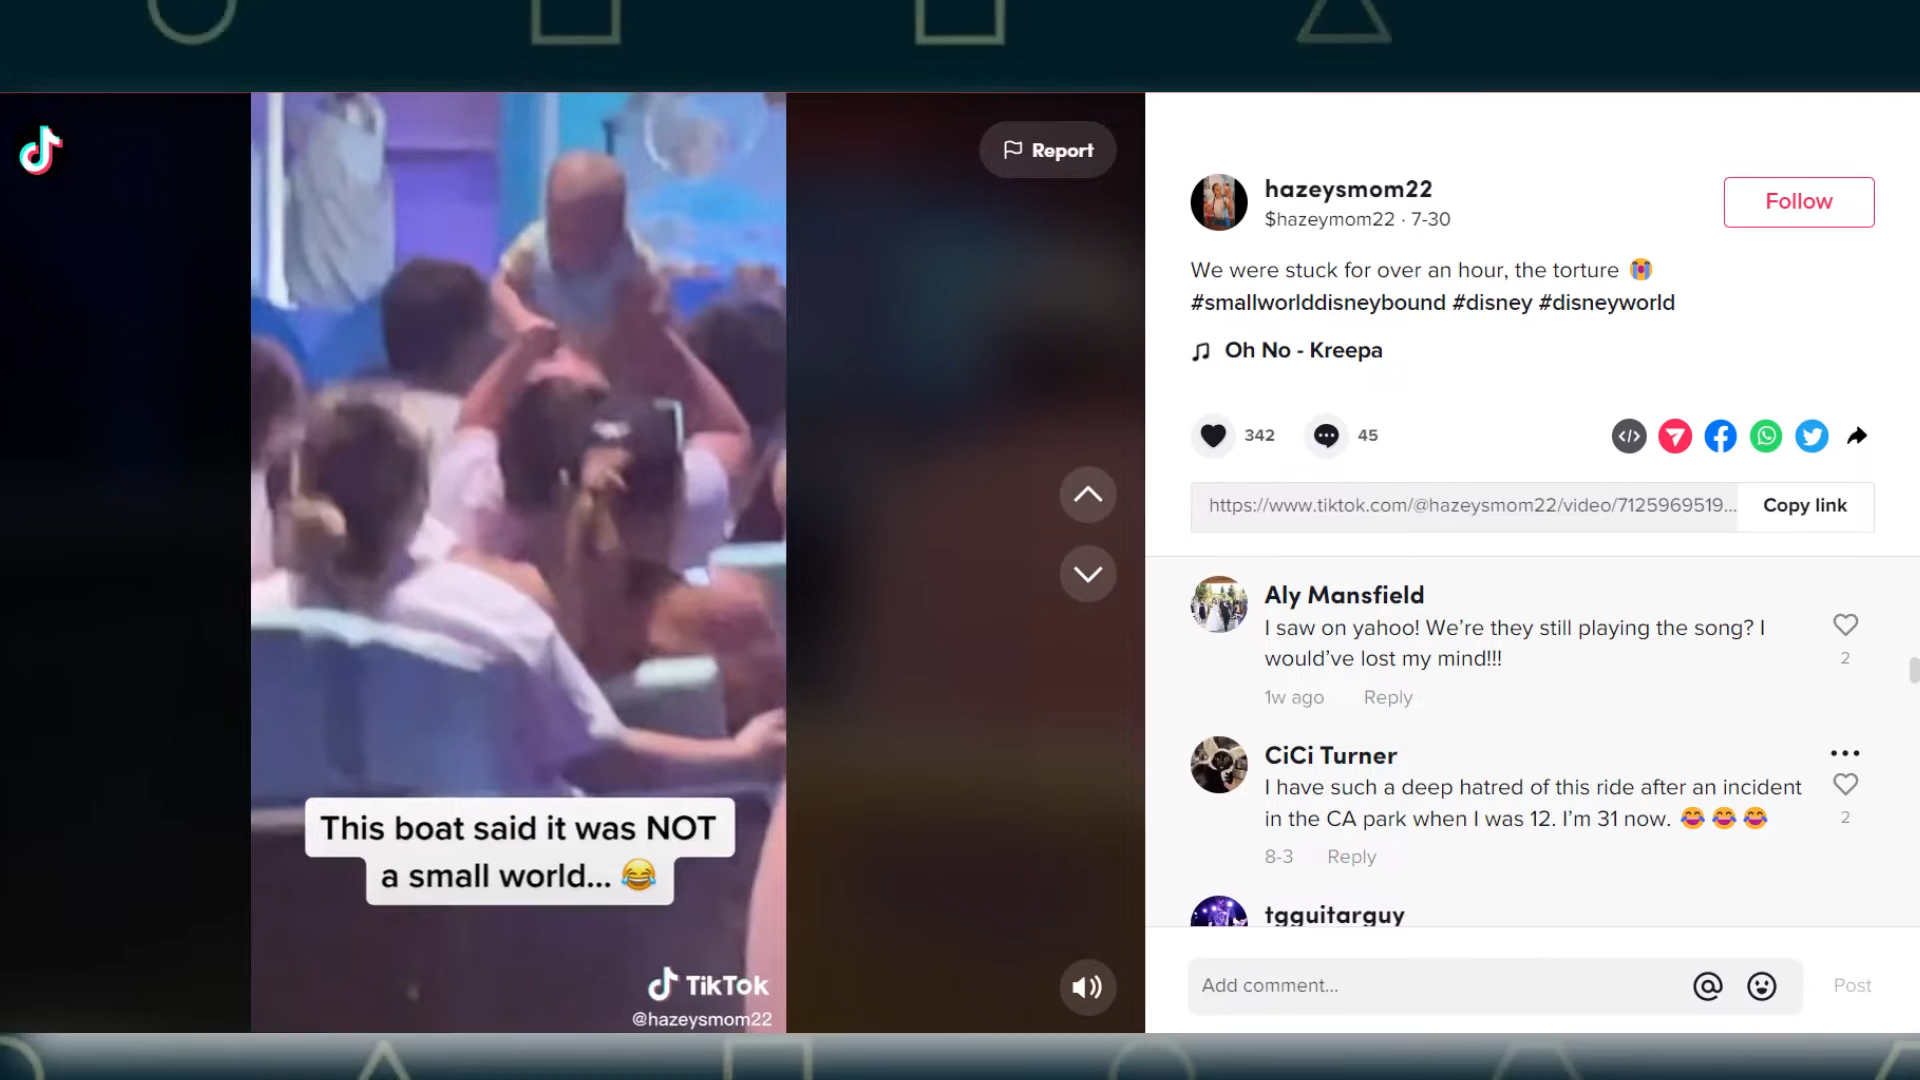 Report
This boat said it was NOT
a small world... 😂
TikTok
@hazeysmom22
hazeysmom22
$hazeymom22 · 7-30
Follow
We were stuck for over an hour, the torture 😭
#smallworlddisneybound #disney #disneyworld
Oh No - Kreepa
342
45
https://www.tiktok.com/@hazeysmom22/video/7125969519...
Copy link
Aly Mansfield
I saw on yahoo! We’re they still playing the song? I
would’ve lost my mind!!!
2
1w ago Reply
CiCi Turner
I have such a deep hatred of this ride after an incident
in the CA park when I was 12. I’m 31 now. 😂 😂 😂
2
8-3 Reply
tgguitarguy
Add comment...
Post